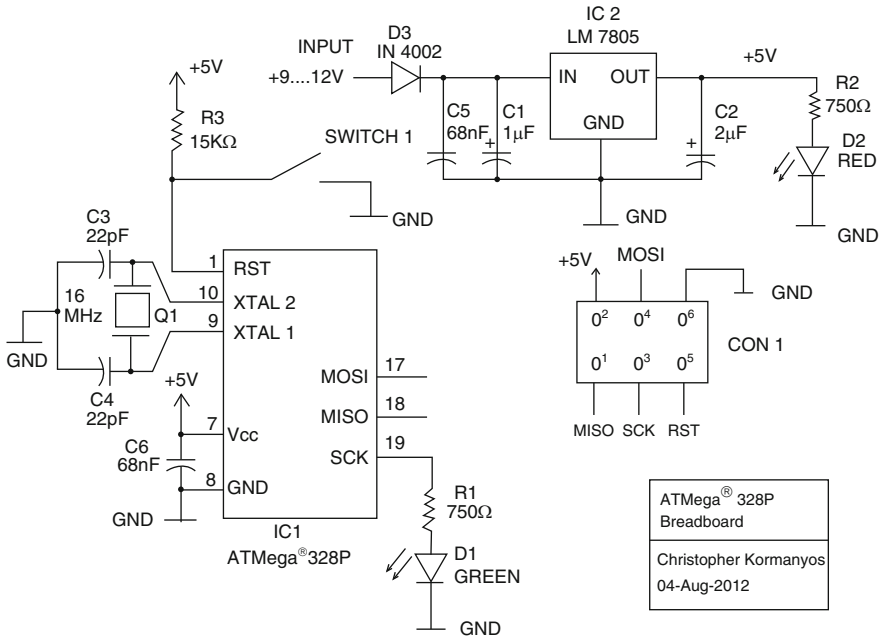 IC 2
LM 7805
D3
IN 4002
INPUT
+9....12V
IN OUT
GND
+5V
R2
750Ω
D2
RED
GND
C5
68nF
C1
1µF
+
C2
2µF
+
GND
+5V
R3
15KΩ
SWITCH 1
GND
C3
22pF
16
MHz
Q1
GND
C4
22pF
1 RST
10 XTAL 2
9 XTAL 1
MOSI 17
MISO 18
SCK 19
+5V
7 Vcc
C6
68nF
8 GND
GND
IC1
ATMega® 328P
R1
750Ω
D1
GREEN
GND
+5V MOSI
GND
0² 0⁴ 0⁶
0¹ 0³ 0⁵
CON 1
MISO SCK RST
ATMega® 328P
Breadboard
Christopher Kormanyos
04-Aug-2012